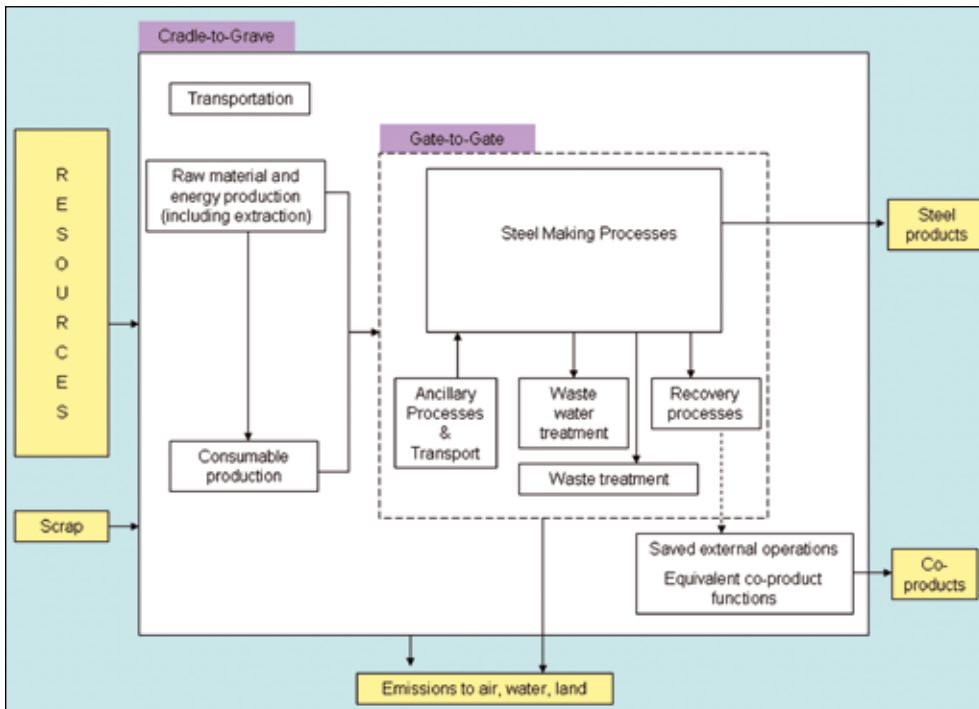 Cradle-to-Grave
Transportation
RESOURCES
Gate-to-Gate
Raw material and
energy production
(including extraction)
Steel Making Processes
Steel
products
Ancillary
Processes
&
Transport
Waste
water
treatment
Recovery
processes
Consumable
production
Waste treatment
Scrap
Saved external operations
Equivalent co-product
functions
Co-
products
Emissions to air, water, land